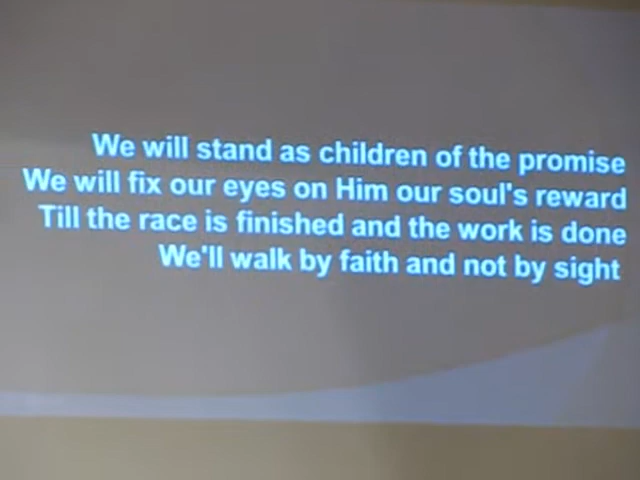 We will stand as children of the promise
We will fix our eyes on Him our soul's reward
Till the race is finished and the work is done
We'll walk by faith and not by sight